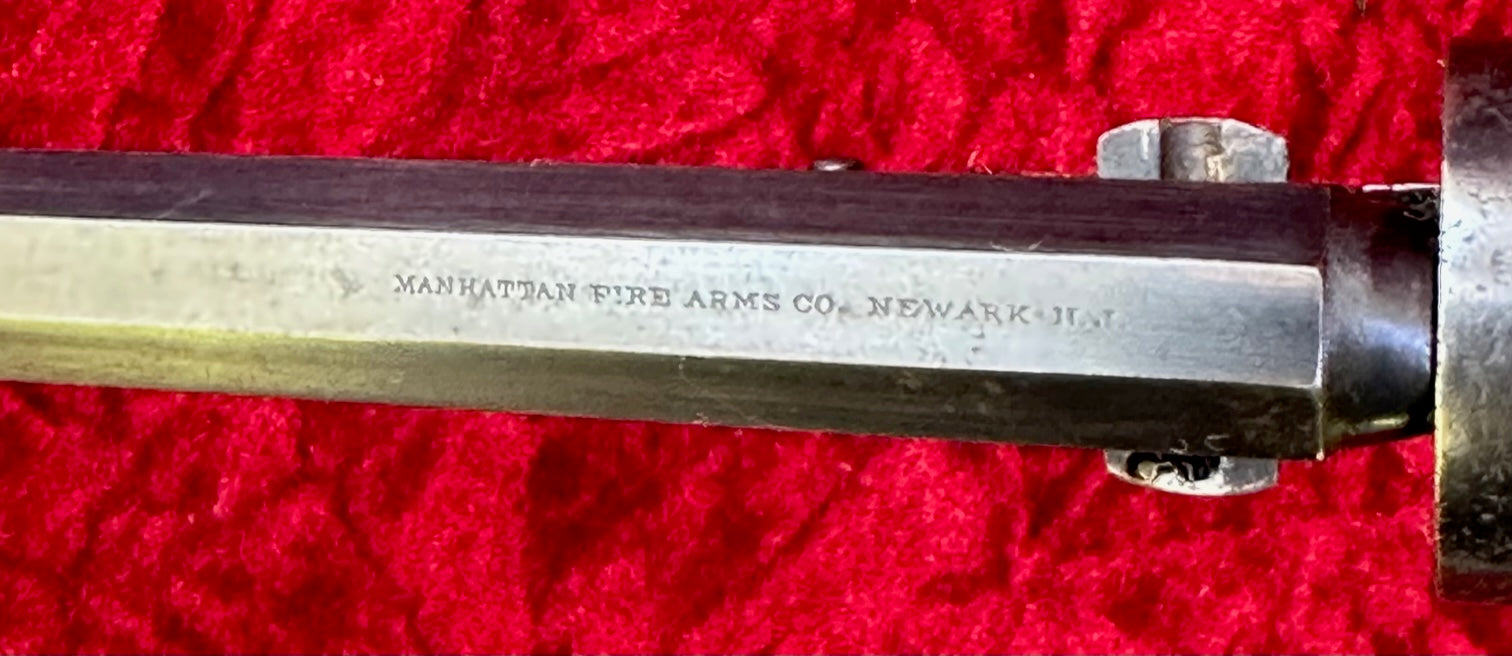 MANHATTAN FIRE ARMS CO. NEWARK N.J.